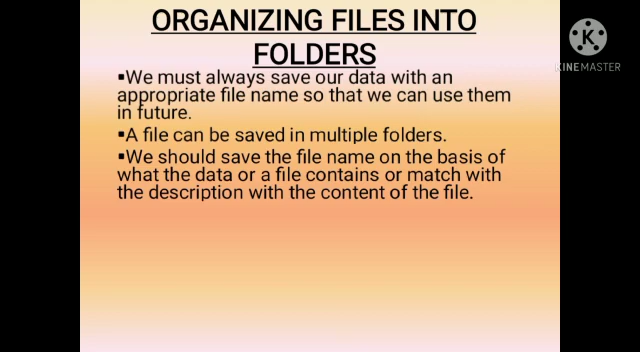 ORGANIZING FILES INTO
FOLDERS
▪We must always save our data with an
appropriate file name so that we can use them
in future.
▪A file can be saved in multiple folders.
▪We should save the file name on the basis of
what the data or a file contains or match with
the description with the content of the file.
K
KINEMASTER